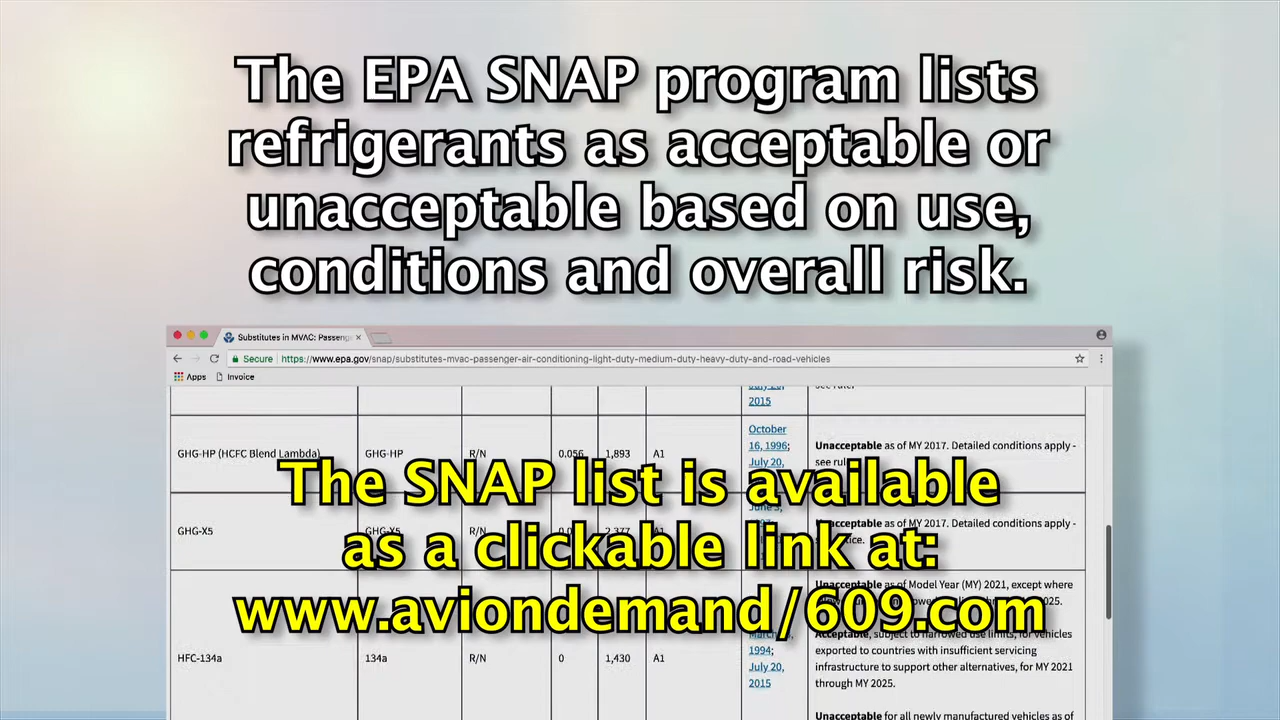 The EPA SNAP program lists
refrigerants as acceptable or
unacceptable based on use,
conditions and overall risk.
Substitutes in MVAC: Passeng
Secure https://www.epa.gov/snap/substitutes-mvac-passenger-air-conditioning-light-duty-medium-duty-heavy-duty-and-road-vehicles
Apps Invoice
2015
GHG-HP (HCFC Blend Lambda) GHG-HP R/N 0.056 1,893 A1 October 16, 1996; July 20, Unacceptable as of MY 2017. Detailed conditions apply -
The SNAP list is available
as a clickable link at:
www.aviondemand/609.com
GHG-X5 GHG-X5 R/N 2,377 A1 Unacceptable as of MY 2017. Detailed conditions apply -
Unacceptable as of Model Year (MY) 2021, except where
2025.
HFC-134a 134a R/N 0 1,430 A1 1994; July 20, 2015
Acceptable, subject to narrowed use limits, for vehicles
exported to countries with insufficient servicing
infrastructure to support other alternatives, for MY 2021
through MY 2025.
Unacceptable for all newly manufactured vehicles as of